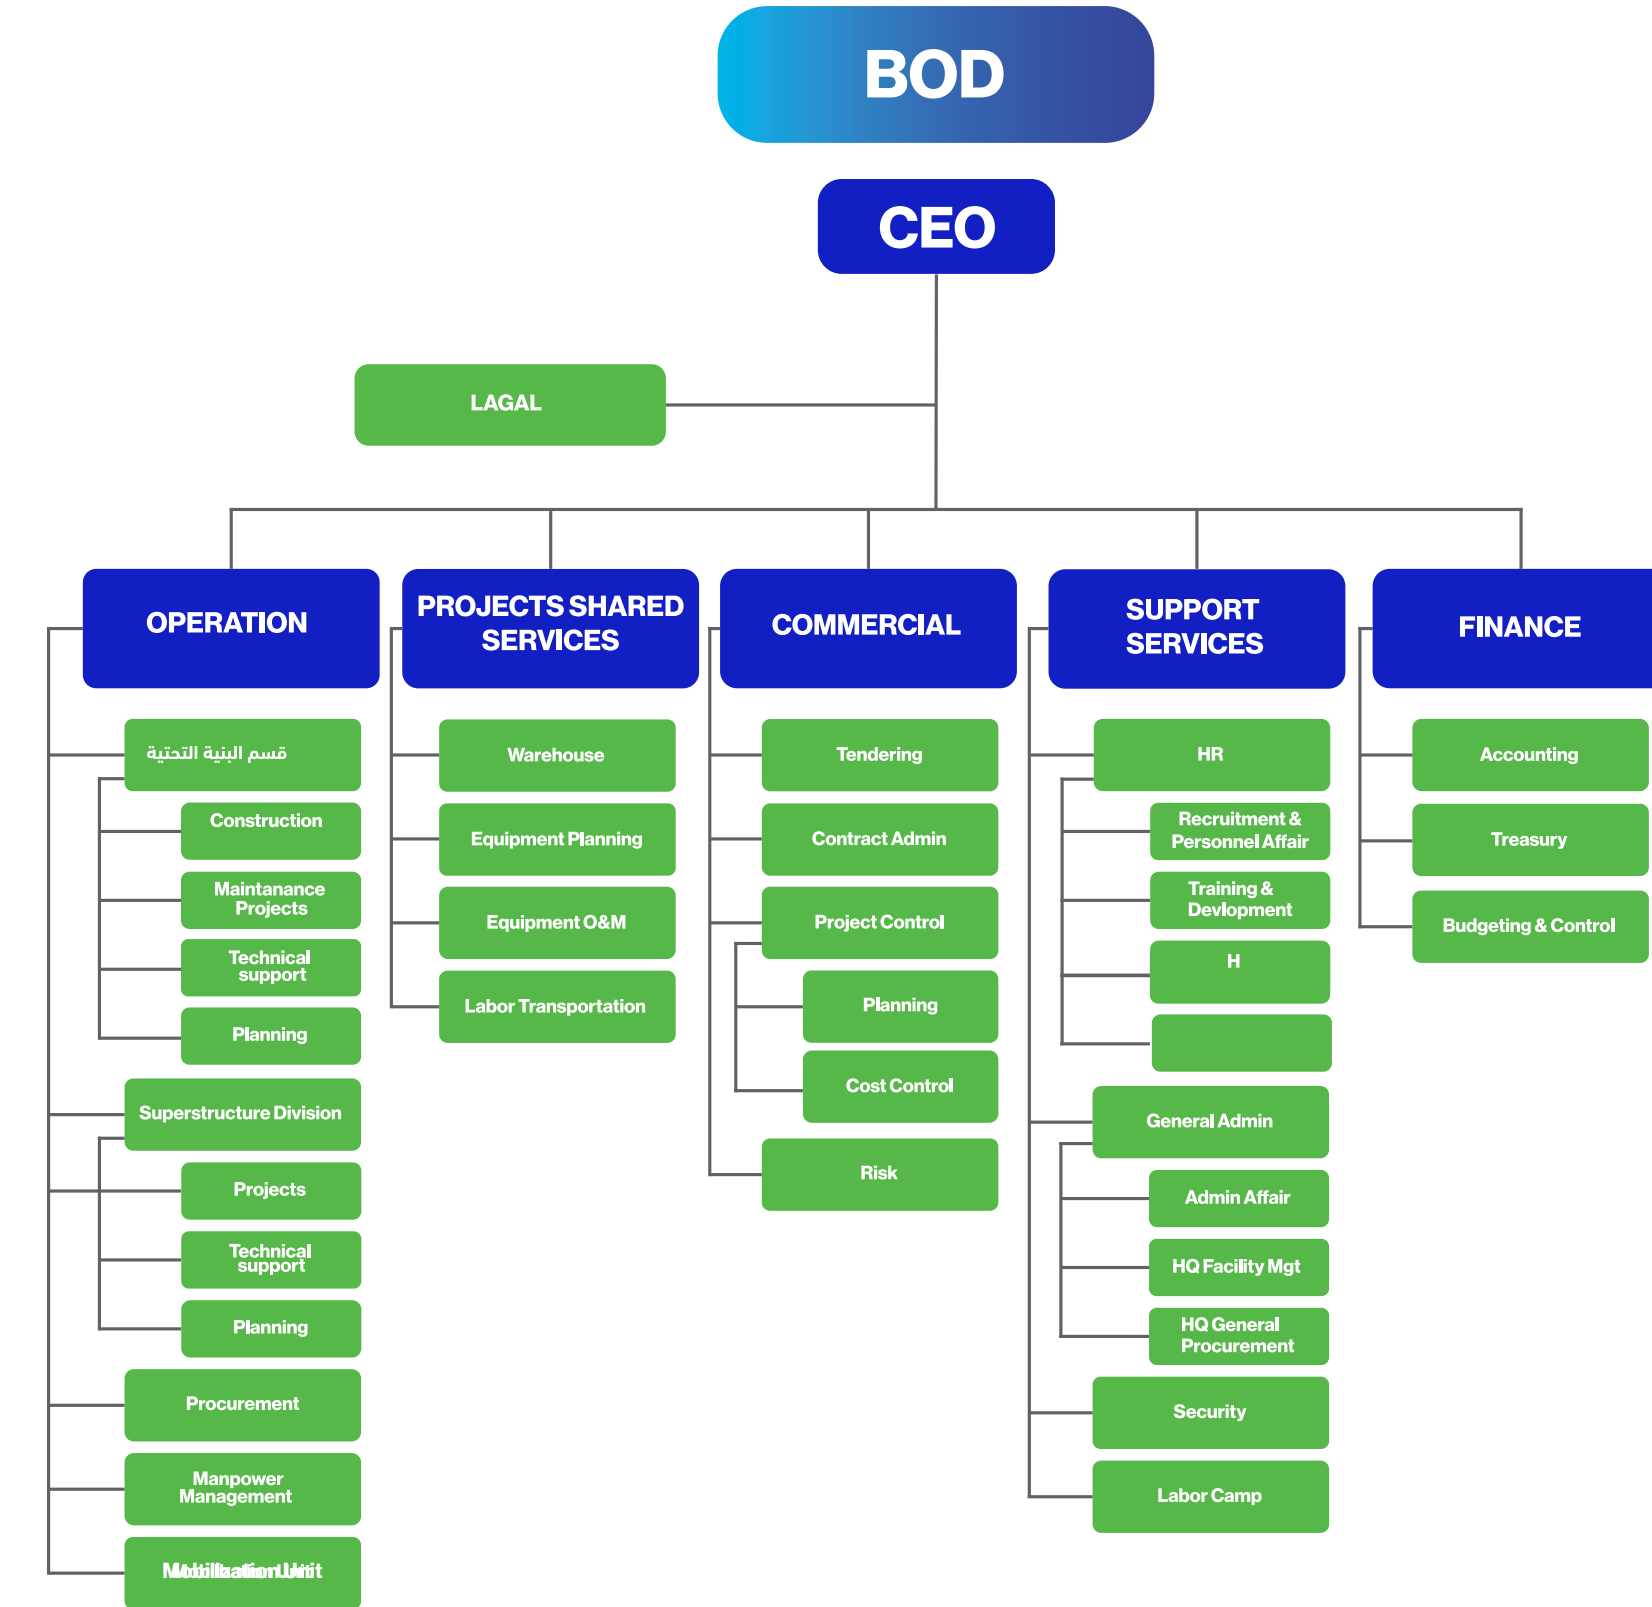 BOD
CEO
LAGAL
OPERATION
قسم البنية التحتية
Construction
Maintanance
Projects
Technical
support
Planning
Superstructure Division
Projects
Technical
support
Planning
Procurement
Manpower
Management
Mobilization Unit
PROJECTS SHARED
SERVICES
Warehouse
Equipment Planning
Equipment O&M
Labor Transportation
COMMERCIAL
Tendering
Contract Admin
Project Control
Planning
Cost Control
Risk
SUPPORT
SERVICES
HR
Recruitment &
Personnel Affair
Training &
Devlopment
H
General Admin
Admin Affair
HQ Facility Mgt
HQ General
Procurement
Security
Labor Camp
FINANCE
Accounting
Treasury
Budgeting & Control